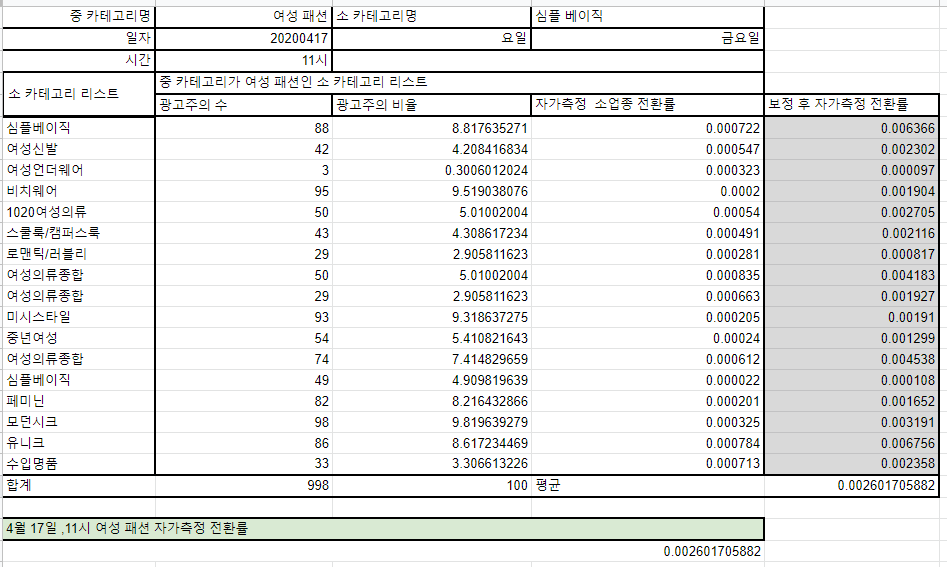 중 카테고리명 여성 패션 소 카테고리명 심플 베이직
일자 20200417 요일 금요일
시간 11시
소 카테고리 리스트 중 카테고리가 여성 패션인 소 카테고리 리스트
광고주의 수 광고주의 비율 자가측정 소업종 전환률 보정 후 자가측정 전환률
심플베이직 88 8.817635271 0.000722 0.006366
여성신발 42 4.208416834 0.000547 0.002302
여성언더웨어 3 0.3006012024 0.000323 0.000097
비치웨어 95 9.519038076 0.0002 0.001904
1020여성의류 50 5.01002004 0.00054 0.002705
스쿨룩/캠퍼스룩 43 4.308617234 0.000491 0.002116
로맨틱/러블리 29 2.905811623 0.000281 0.000817
여성의류종합 50 5.01002004 0.000835 0.004183
여성의류종합 29 2.905811623 0.000663 0.001927
미시스타일 93 9.318637275 0.000205 0.00191
중년여성 54 5.410821643 0.00024 0.001299
여성의류종합 74 7.414829659 0.000612 0.004538
심플베이직 49 4.909819639 0.000022 0.000108
페미닌 82 8.216432866 0.000201 0.001652
모던시크 98 9.819639279 0.000325 0.003191
유니크 86 8.617234469 0.000784 0.006756
수입명품 33 3.306613226 0.000713 0.002358
합계 998 100 평균 0.002601705882
4월 17일 ,11시 여성 패션 자가측정 전환률
0.002601705882